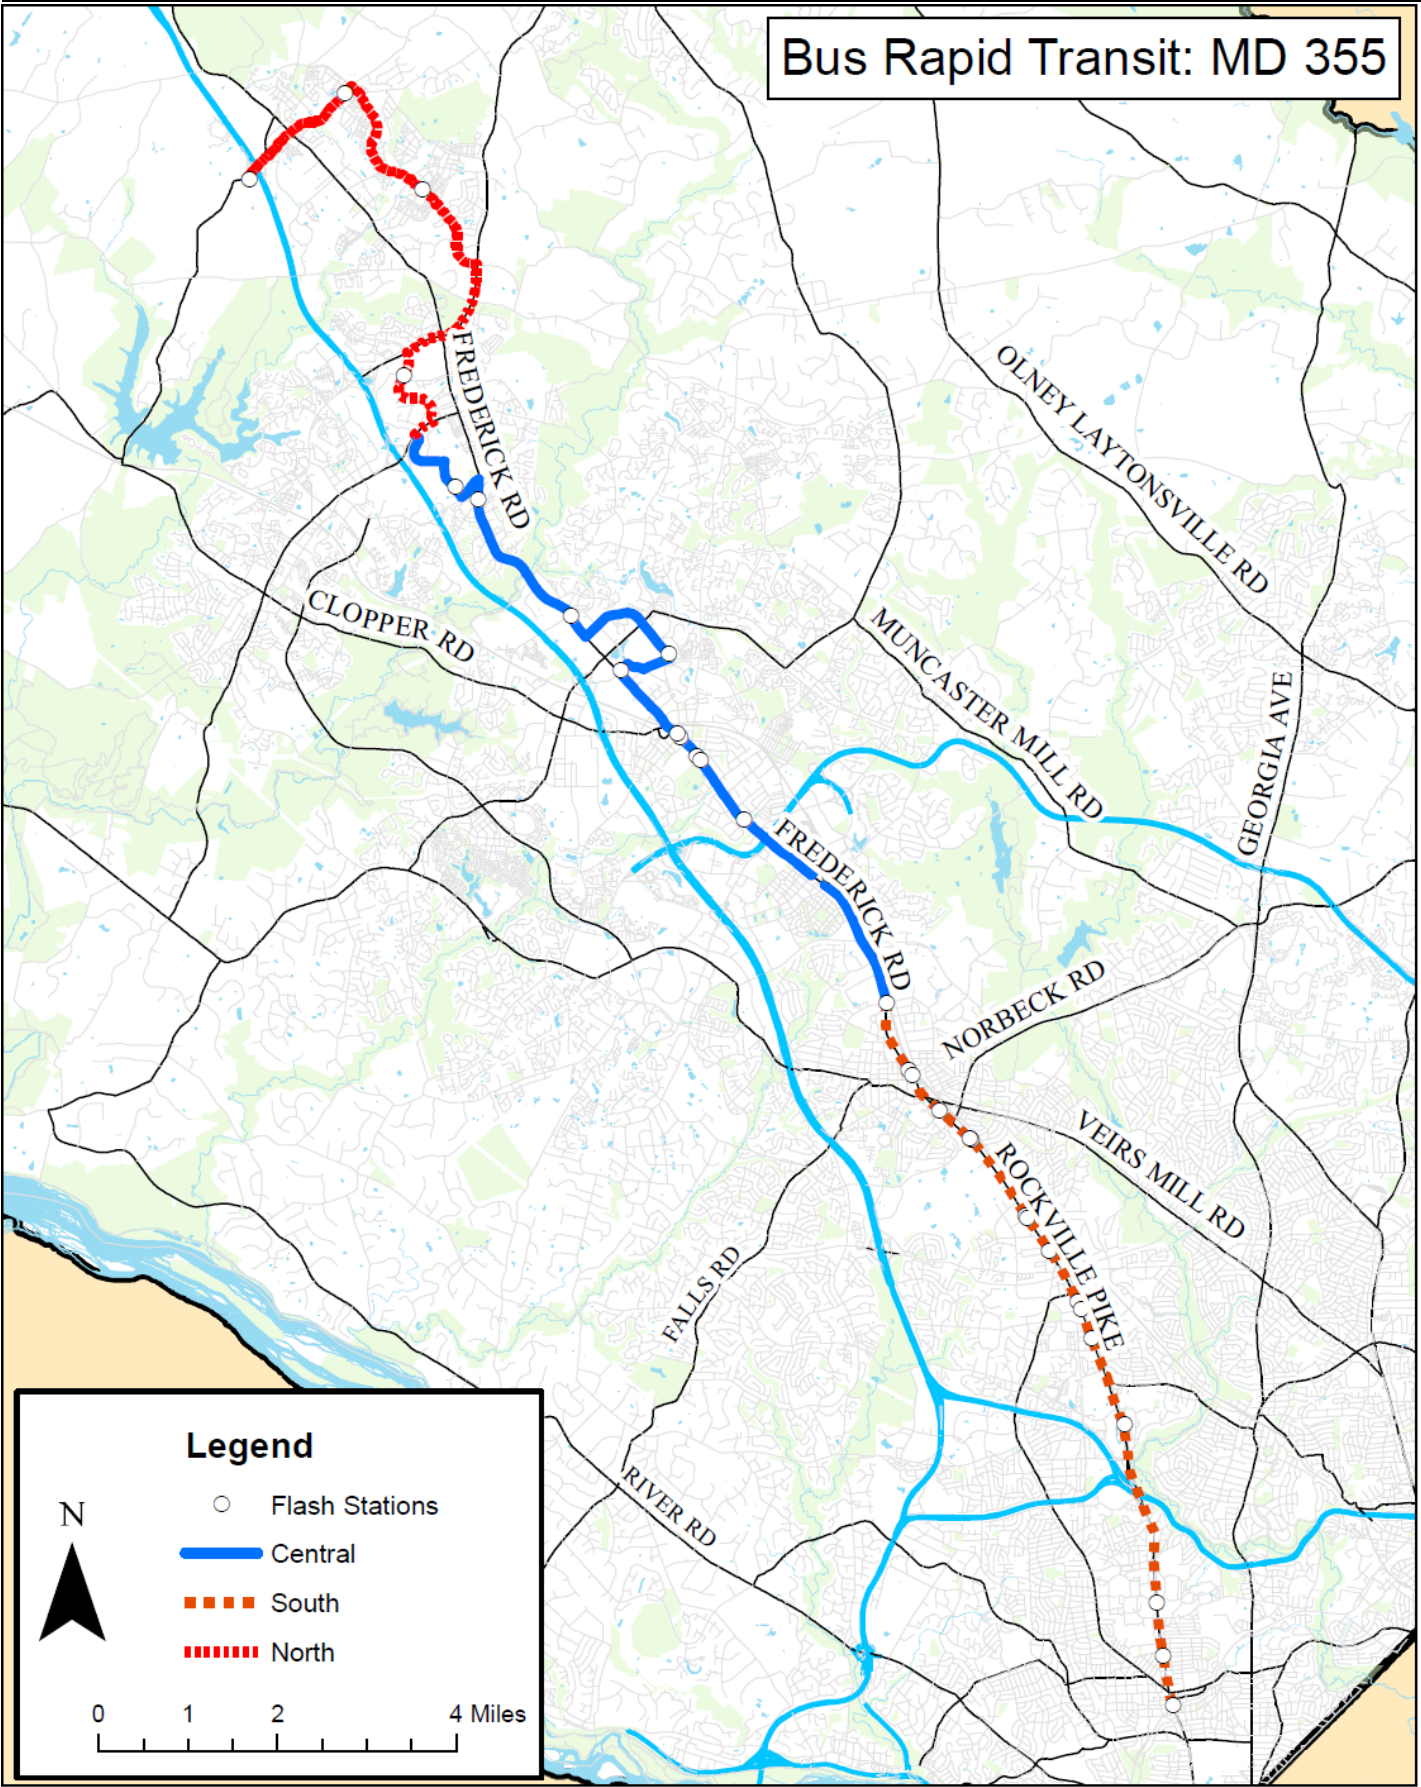 Bus Rapid Transit: MD 355
FREDERICK RD
OLNEY LAYTONSVILLE RD
CLOPPER RD
MUNCASTER MILL RD
GEORGIA AVE
FREDERICK RD
NORBECK RD
VEIRS MILL RD
ROCKVILLE PIKE
FALLS RD
RIVER RD
Legend
N
Flash Stations
Central
South
North
0 1 2 4 Miles